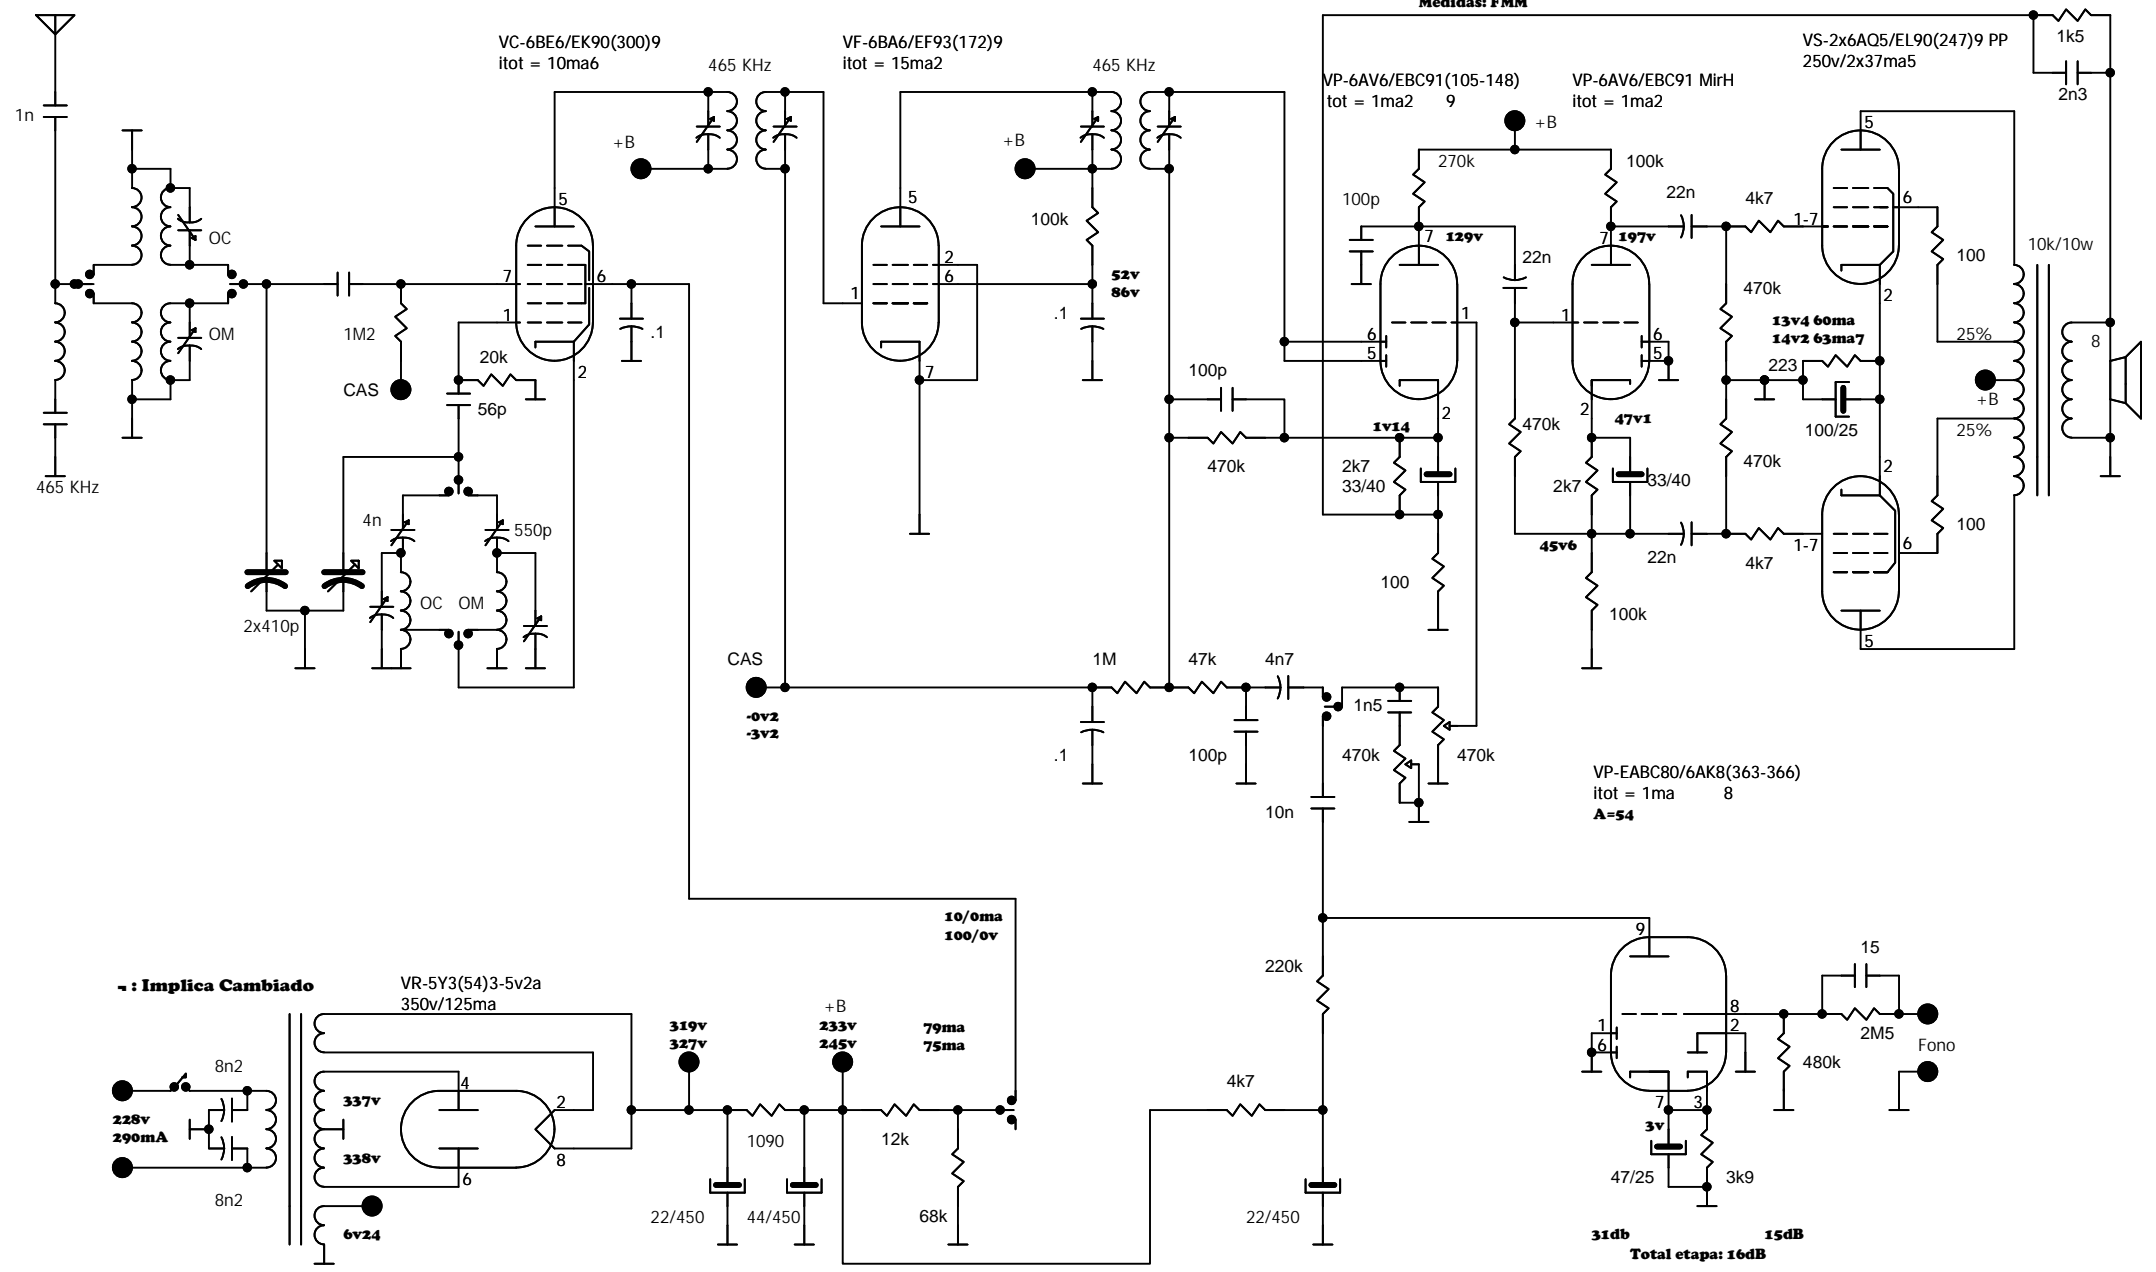 Medidas: FMM
1k5
2n3
VC-6BE6/EK90(300)9
itot = 10ma6
465 KHz
VF-6BA6/EF93(172)9
itot = 15ma2
465 KHz
VP-6AV6/EBC91(105-148)
tot = 1ma2 9
VP-6AV6/EBC91 MirH
itot = 1ma2
VS-2x6AQ5/EL90(247)9 PP
250v/2x37ma5
1n
+B
+B
+B
270k
100k
5
5
5
100p
7
129v
7
197v
22n
4k7
1-7
6
100k
100
10k/10w
OC
OM
7
6
1
2
6
52v
86v
.1
22n
470k
2
1M2
1
20k
.1
1
1
6
5
1
6
5
13v4 60ma
14v2 63ma7
25%
8
CAS
56p
2
7
100p
2
2
223
+B
25%
100/25
1v14
47v1
470k
470k
2k7
33/40
470k
2k7
33/40
2
465 KHz
4n
550p
45v6
22n
4k7
1-7
6
100
100
100k
OC
OM
2x410p
5
CAS
1M
47k
4n7
-0v2
-3v2
1n5
.1
100p
470k
470k
10n
VP-EABC80/6AK8(363-366)
itot = 1ma 8
A=54
10/0ma
100/0v
9
220k
15
¬ : Implica Cambiado
VR-5Y3(54)3-5v2a
350v/125ma
+B
319v
327v
233v
245v
79ma
75ma
8
1
2
6
2M5
Fono
480k
8n2
4
337v
2
228v
290mA
338v
8
6
1090
12k
4k7
7
3
3v
8n2
22/450
44/450
68k
22/450
47/25
3k9
6v24
31db
15dB
Total etapa: 16dB